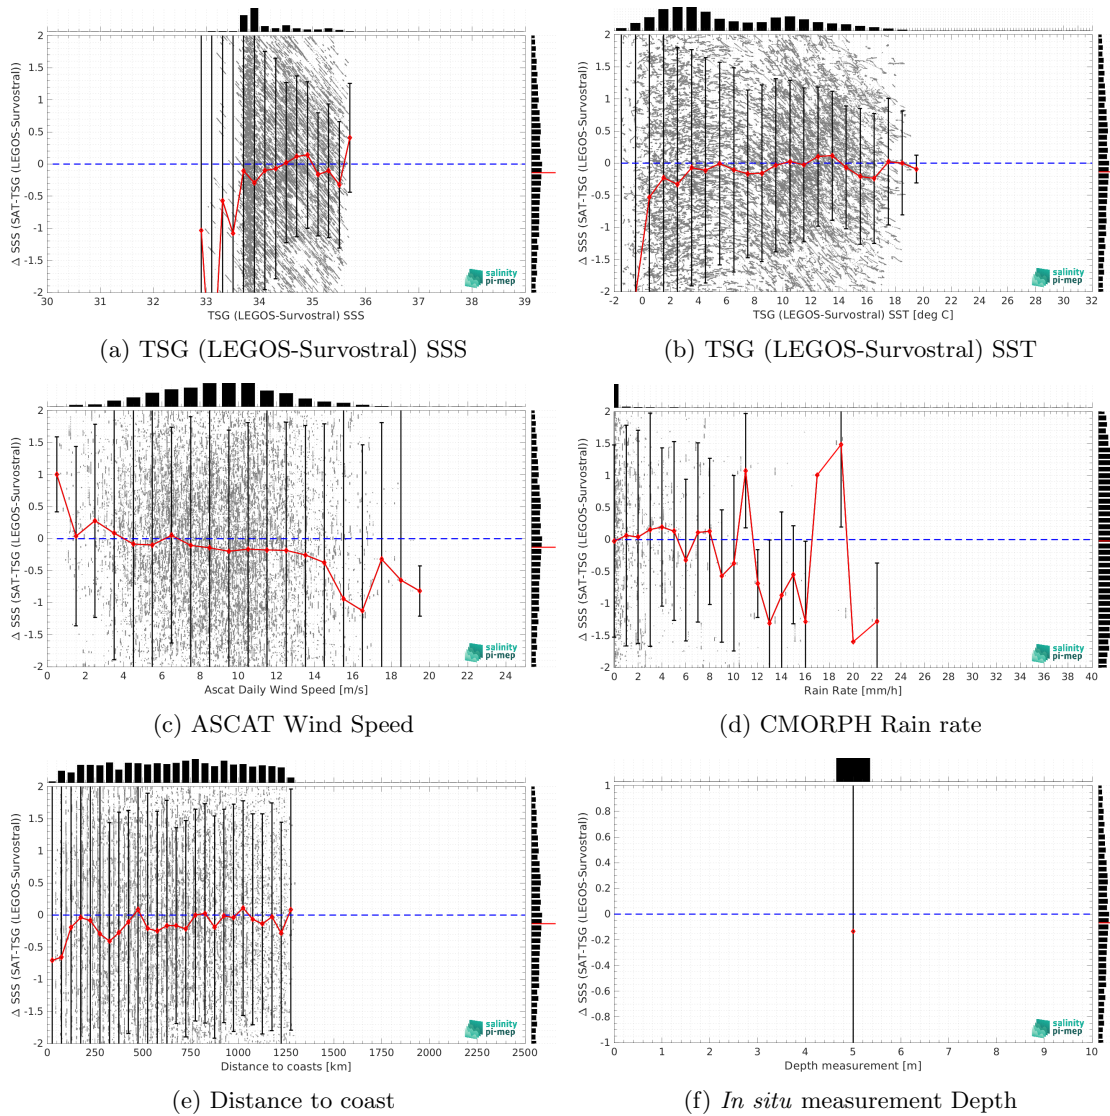 2
1.5
1
0.5
0
-0.5
-1
-1.5
-2
Δ SSS (SAT-TSG (LEGOS-Survostral))
30 31 32 33 34 35 36 37 38 39
TSG (LEGOS-Survostral) SSS
salinity
pi-mep
(a) TSG (LEGOS-Survostral) SSS
2
1.5
1
0.5
0
-0.5
-1
-1.5
-2
Δ SSS (SAT-TSG (LEGOS-Survostral))
-2 0 2 4 6 8 10 12 14 16 18 20 22 24 26 28 30 32
TSG (LEGOS-Survostral) SST [deg C]
salinity
pi-mep
(b) TSG (LEGOS-Survostral) SST
2
1.5
1
0.5
0
-0.5
-1
-1.5
-2
Δ SSS (SAT-TSG (LEGOS-Survostral))
0 2 4 6 8 10 12 14 16 18 20 22 24
Ascat Daily Wind Speed [m/s]
salinity
pi-mep
(c) ASCAT Wind Speed
2
1.5
1
0.5
0
-0.5
-1
-1.5
-2
Δ SSS (SAT-TSG (LEGOS-Survostral))
0 2 4 6 8 10 12 14 16 18 20 22 24 26 28 30 32 34 36 38 40
Rain Rate [mm/h]
salinity
pi-mep
(d) CMORPH Rain rate
2
1.5
1
0.5
0
-0.5
-1
-1.5
-2
Δ SSS (SAT-TSG (LEGOS-Survostral))
0 250 500 750 1000 1250 1500 1750 2000 2250 2500
Distance to coasts [km]
salinity
pi-mep
(e) Distance to coast
1
0.8
0.6
0.4
0.2
0
-0.2
-0.4
-0.6
-0.8
-1
Δ SSS (SAT-TSG (LEGOS-Survostral))
0 1 2 3 4 5 6 7 8 9 10
Depth measurement [m]
salinity
pi-mep
(f) In situ measurement Depth